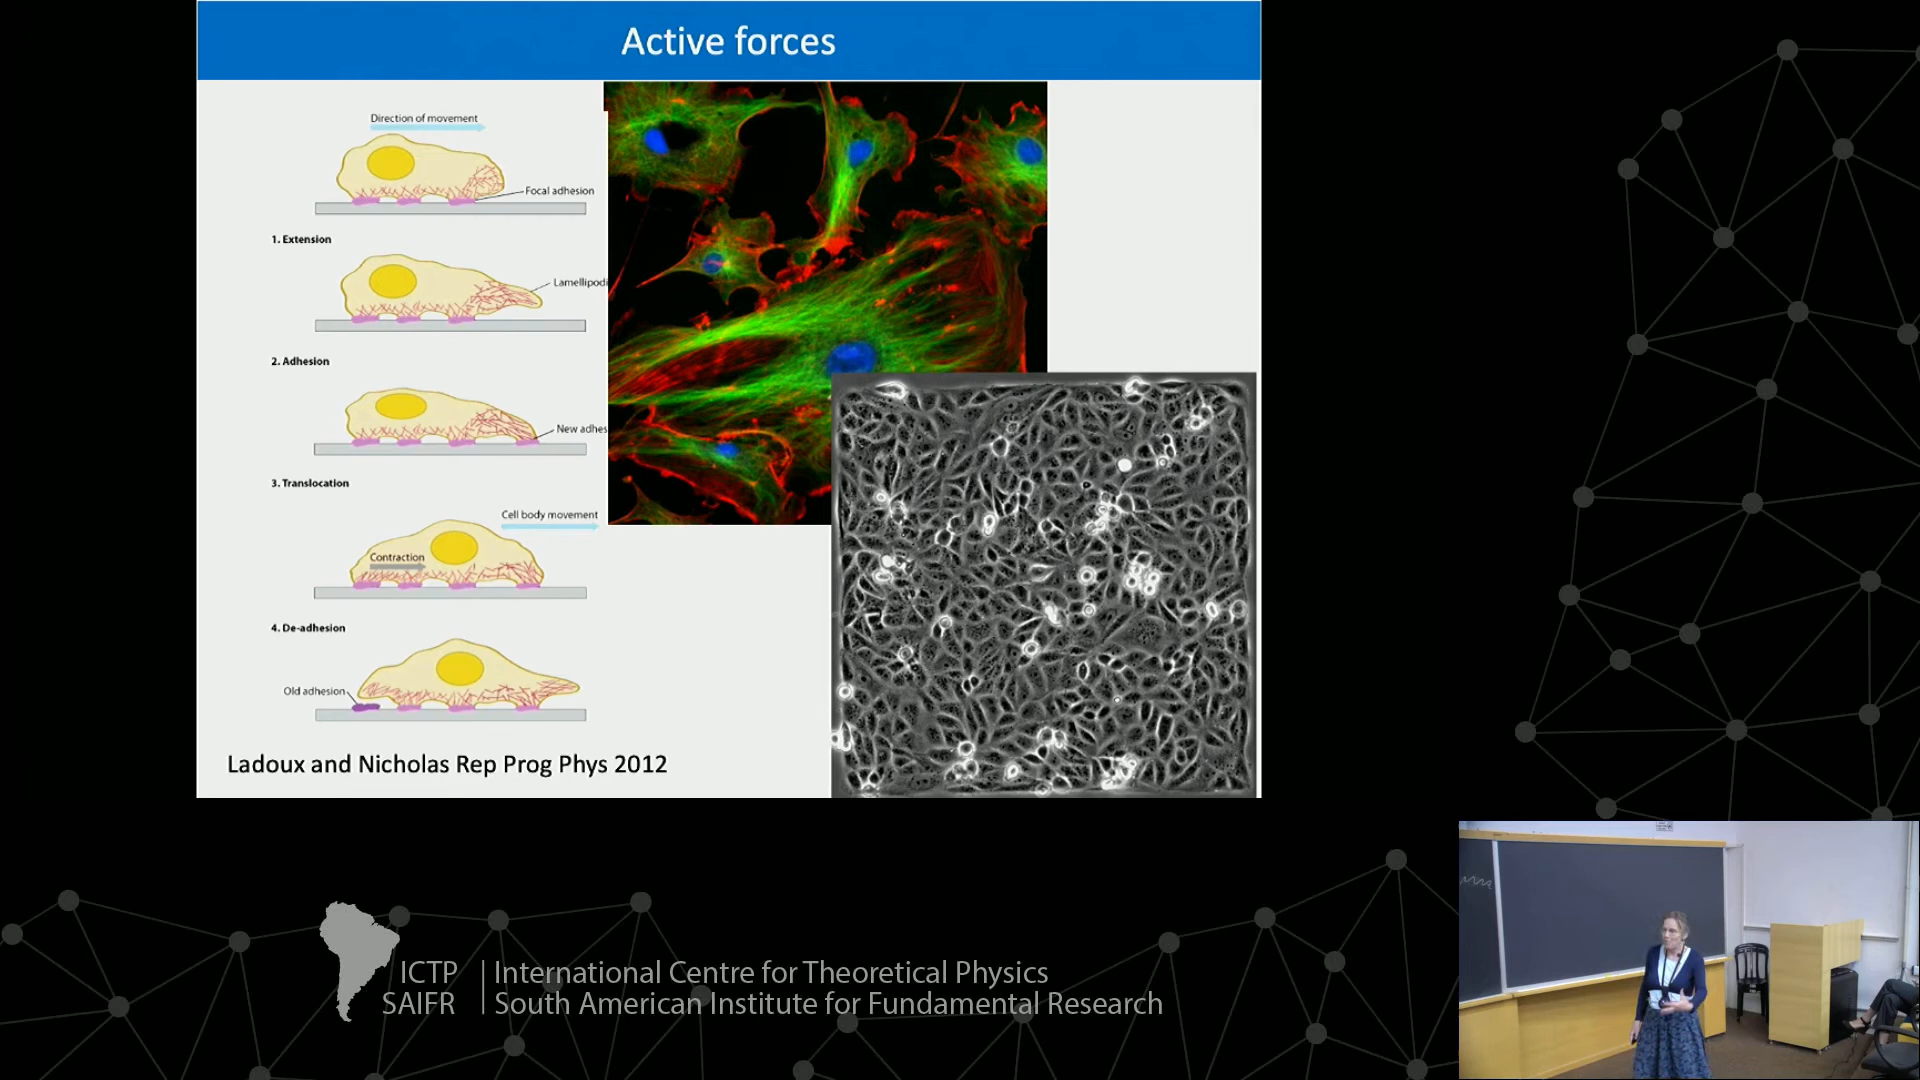 Active forces
Direction of movement
Focal adhesion
1. Extension
Lamellipodi
2. Adhesion
New adhes
3. Translocation
Cell body movement
Contraction
4. De-adhesion
Old adhesion
Ladoux and Nicholas Rep Prog Phys 2012
ICTP
SAIFR
International Centre for Theoretical Physics
South American Institute for Fundamental Research